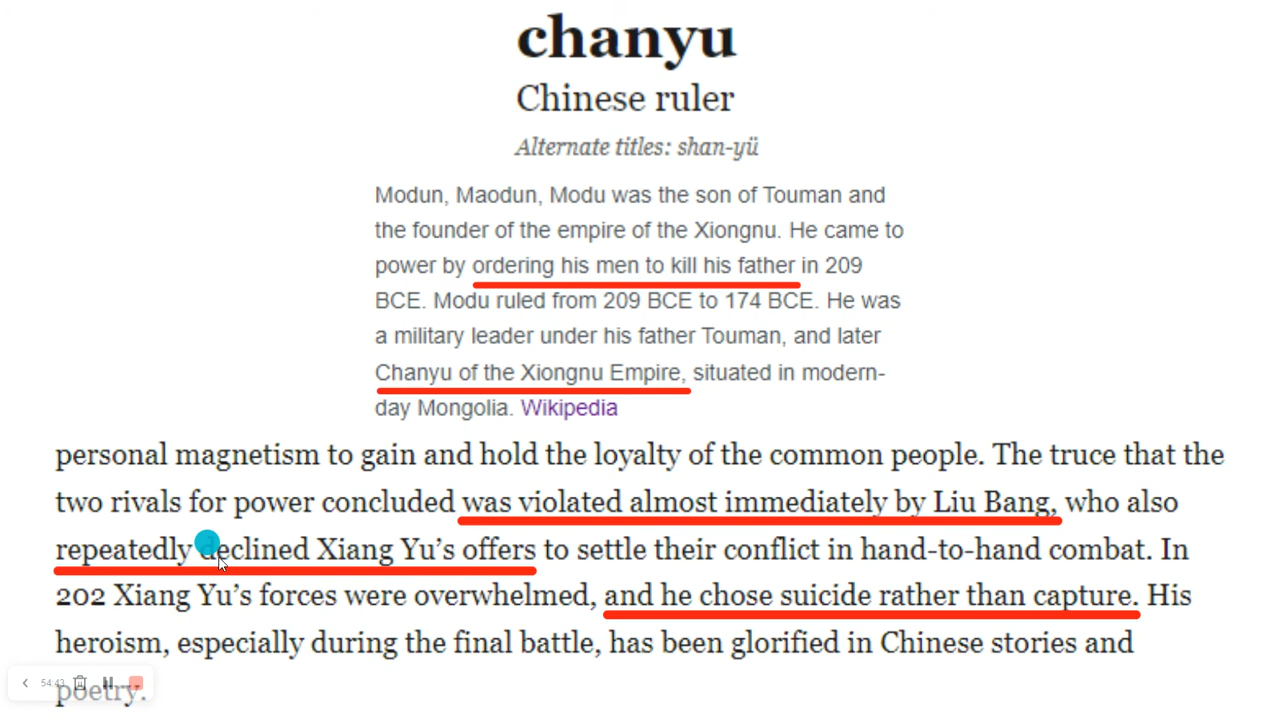 chanyu
Chinese ruler
Alternate titles: shan-yü
Modun, Maodun, Modu was the son of Touman and
the founder of the empire of the Xiongnu. He came to
power by ordering his men to kill his father in 209
BCE. Modu ruled from 209 BCE to 174 BCE. He was
a military leader under his father Touman, and later
Chanyu of the Xiongnu Empire, situated in modern-
day Mongolia. Wikipedia
personal magnetism to gain and hold the loyalty of the common people. The truce that the
two rivals for power concluded was violated almost immediately by Liu Bang, who also
repeatedly declined Xiang Yu’s offers to settle their conflict in hand-to-hand combat. In
202 Xiang Yu’s forces were overwhelmed, and he chose suicide rather than capture. His
heroism, especially during the final battle, has been glorified in Chinese stories and
54:43
poetry.